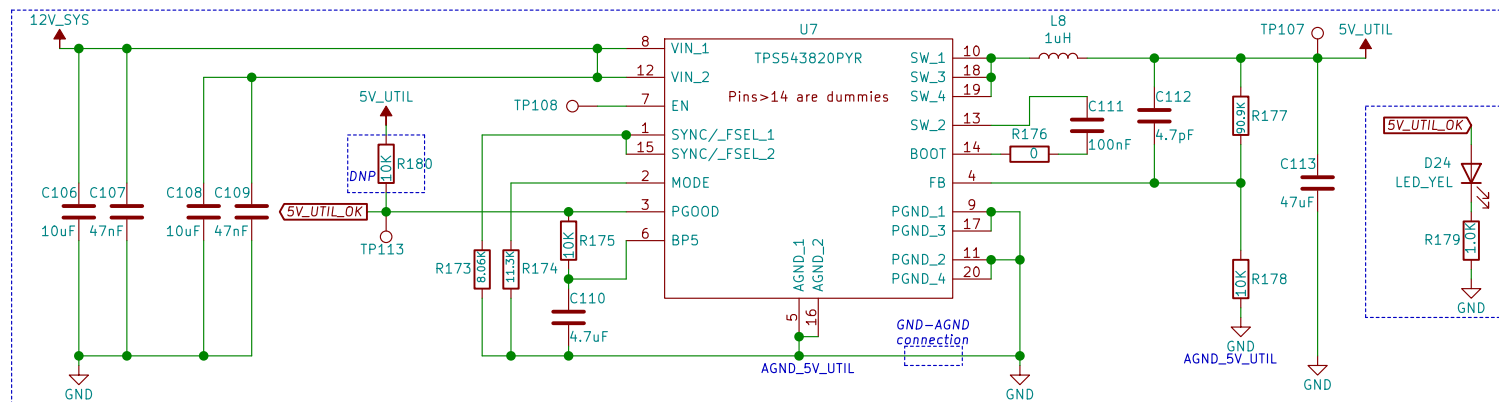 12V_SYS
U7
TPS543820PYR
Pins>14 are dummies
8 VIN_1
12 VIN_2
7 EN
1 SYNC/_FSEL_1
15 SYNC/_FSEL_2
2 MODE
3 PGOOD
6 BP5
SW_1 10
SW_3 18
SW_4 19
SW_2 13
BOOT 14
FB 4
PGND_1 9
PGND_3 17
PGND_2 11
PGND_4 20
AGND_1 5
AGND_2 16
TP108
5V_UTIL
10K
R180
DNP
5V_UTIL_OK
TP113
C106
10uF
C107
47nF
C108
10uF
C109
47nF
GND
R173
8.06K
R174
11.3K
R175
10K
C110
4.7uF
AGND_5V_UTIL
GND-AGND
connection
GND
L8
1uH
C111
100nF
R176
0
C112
4.7pF
90.9K
R177
TP107
5V_UTIL
C113
47uF
10K
R178
GND
AGND_5V_UTIL
GND
5V_UTIL_OK
D24
LED_YEL
R179
1.0K
GND